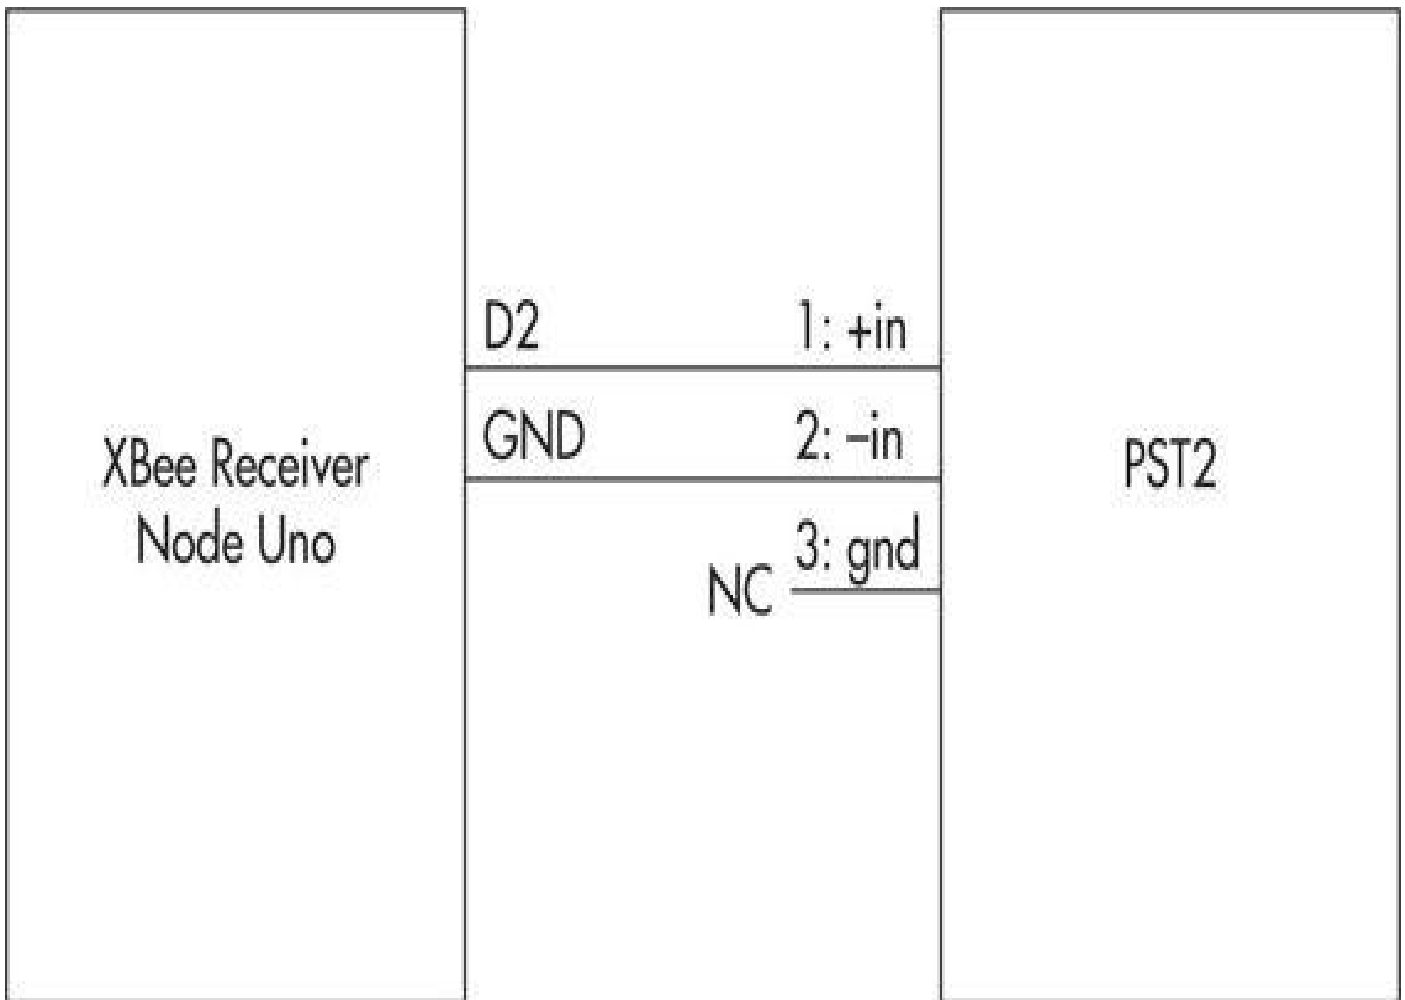 D2 1: +in
GND 2: –in
XBee Receiver
Node Uno
PST2
3: gnd
NC